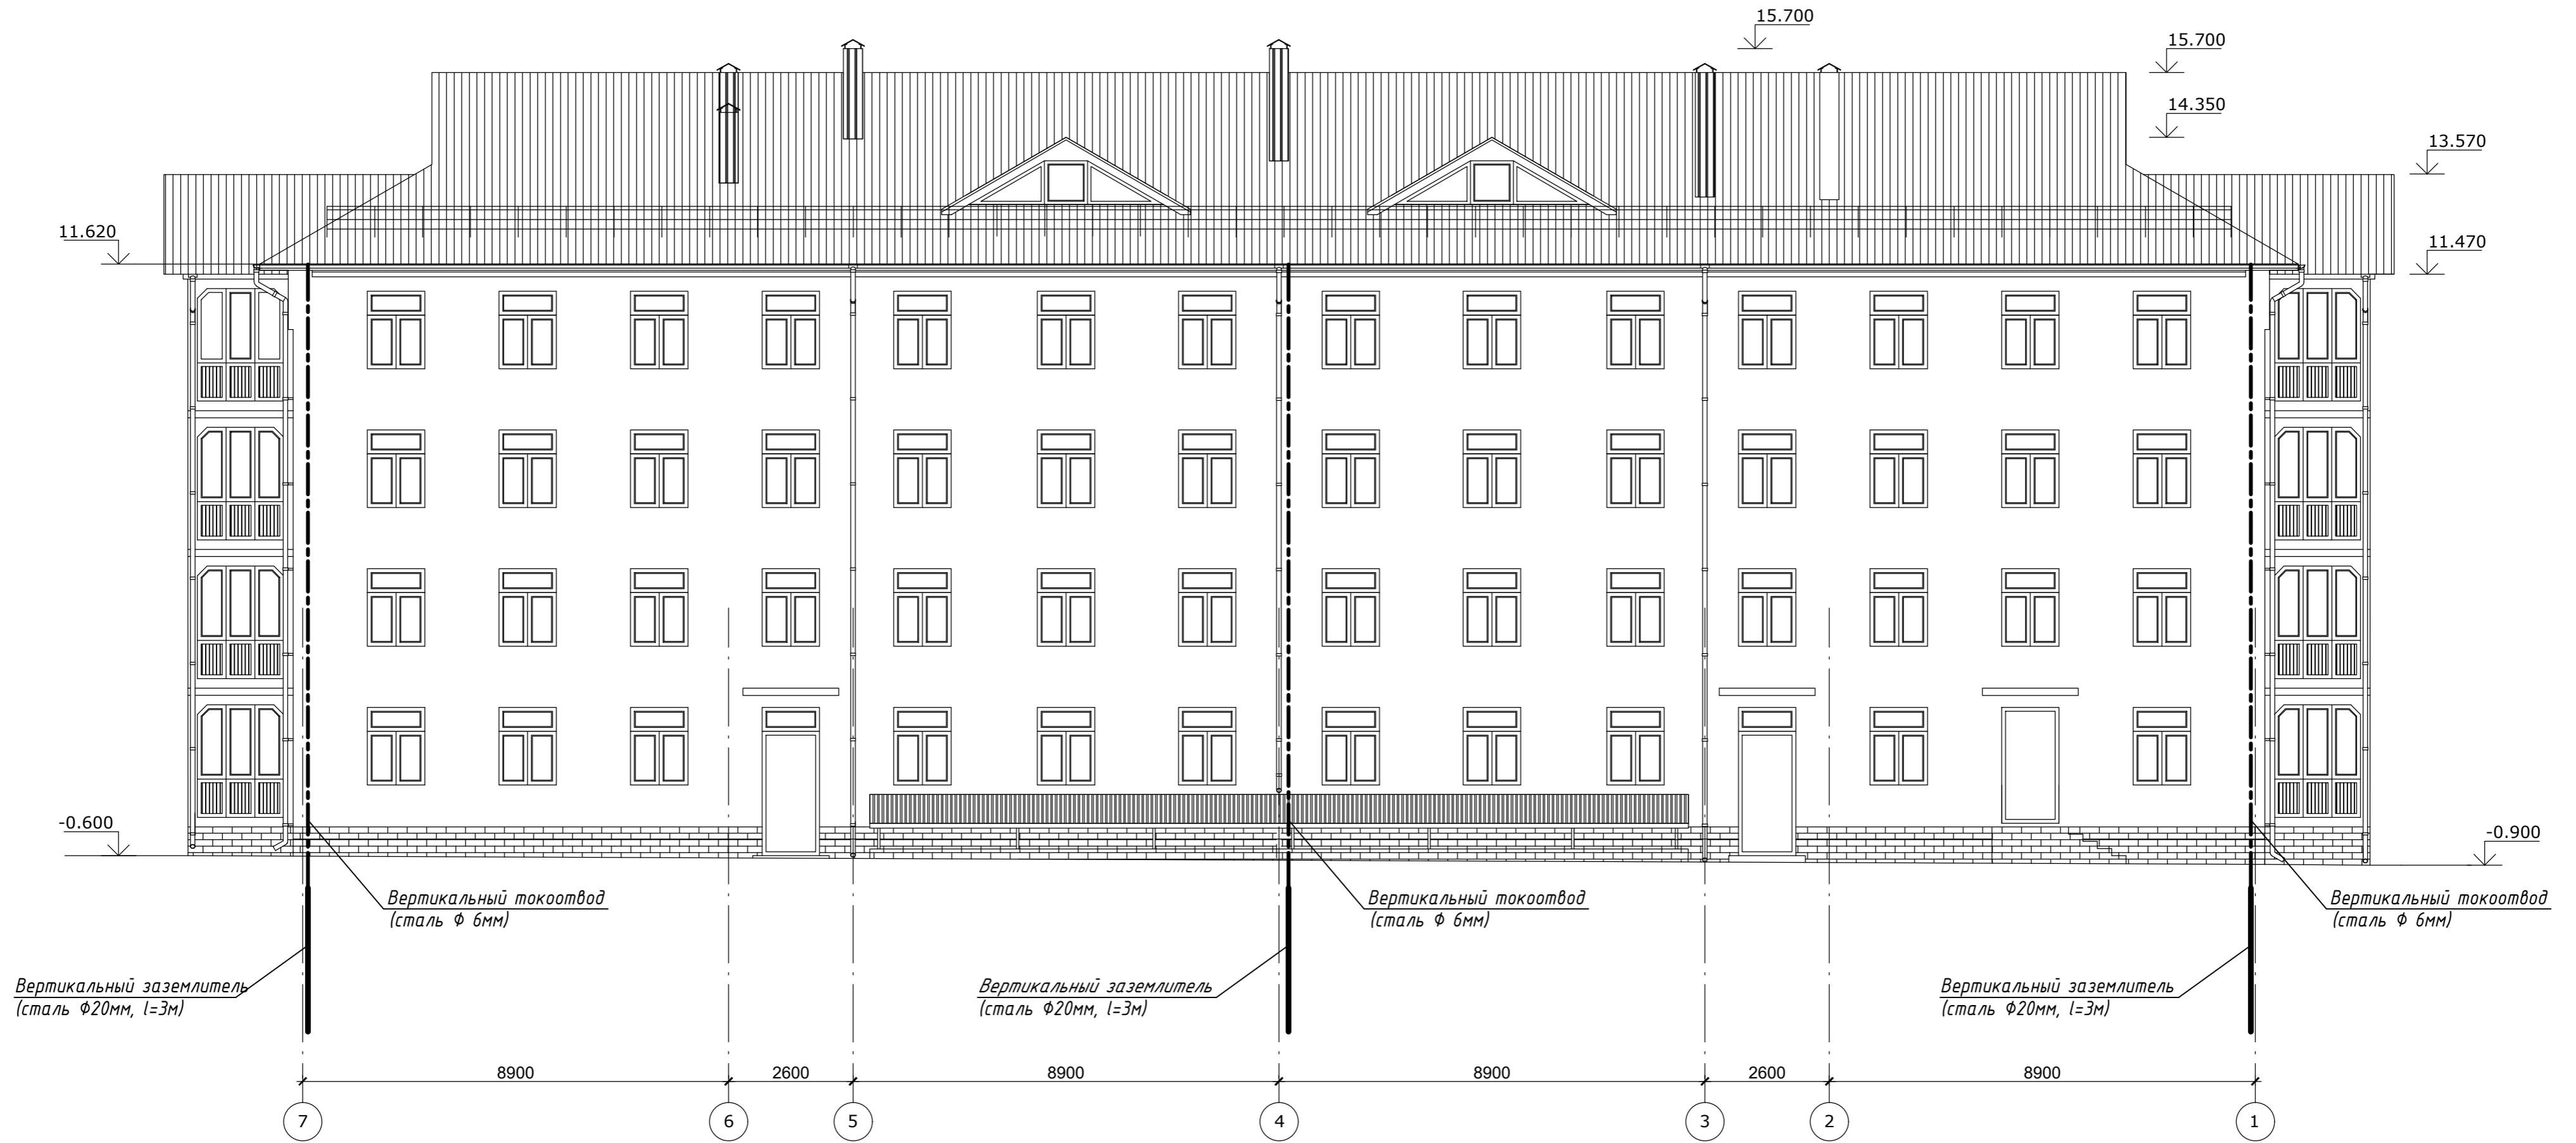 15.700
15.700
14.350
13.570
11.620
11.470
-0.600
-0.900
Вертикальный токоотвод
(сталь Ф 6мм)
Вертикальный токоотвод
(сталь Ф 6мм)
Вертикальный токоотвод
(сталь Ф 6мм)
Вертикальный заземлитель
(сталь Ф20мм, l=3м)
Вертикальный заземлитель
(сталь Ф20мм, l=3м)
Вертикальный заземлитель
(сталь Ф20мм, l=3м)
8900 2600 8900 8900 2600 8900
7 6 5 4 3 2 1